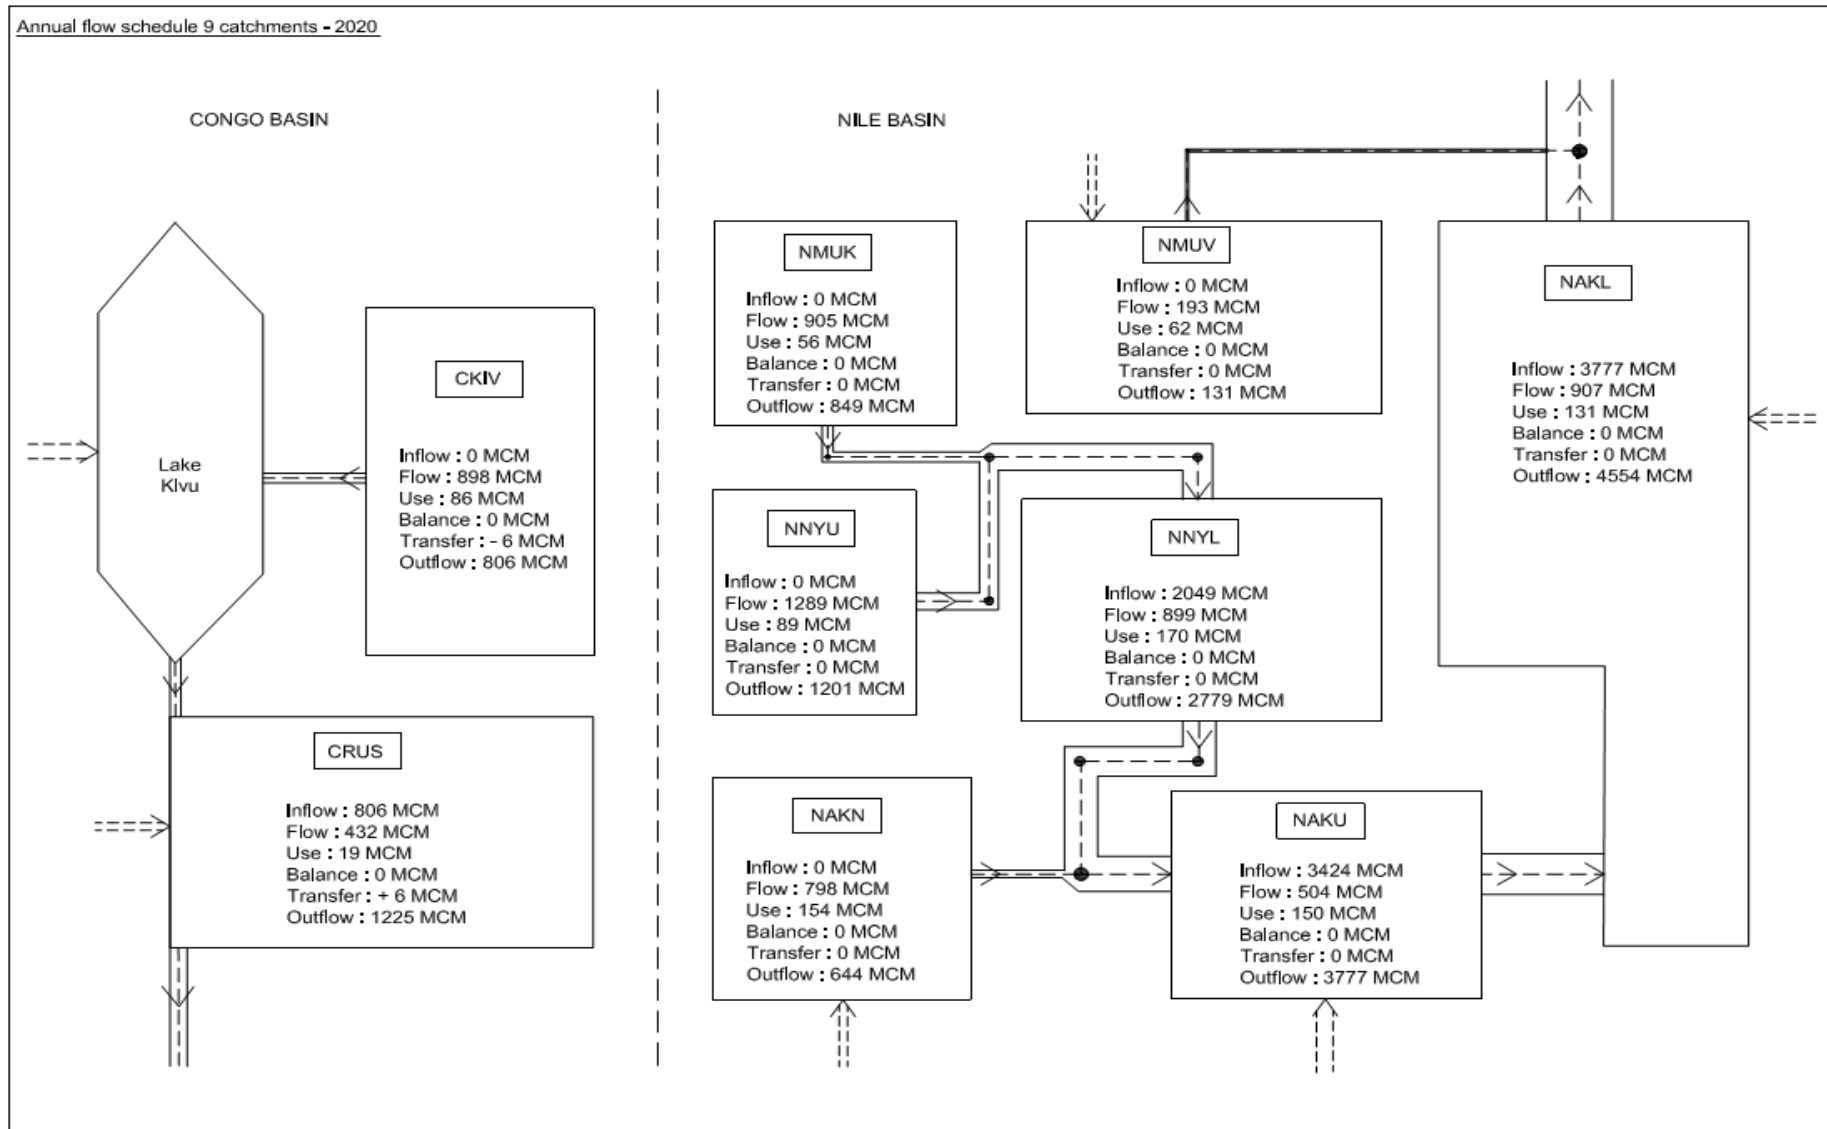 Annual flow schedule 9 catchments - 2020
CONGO BASIN
NILE BASIN
Lake
KIvu
CKIV
Inflow : 0 MCM
Flow : 898 MCM
Use : 86 MCM
Balance : 0 MCM
Transfer : - 6 MCM
Outflow : 806 MCM
CRUS
Inflow : 806 MCM
Flow : 432 MCM
Use : 19 MCM
Balance : 0 MCM
Transfer : + 6 MCM
Outflow : 1225 MCM
NMUK
Inflow : 0 MCM
Flow : 905 MCM
Use : 56 MCM
Balance : 0 MCM
Transfer : 0 MCM
Outflow : 849 MCM
NMUV
Inflow : 0 MCM
Flow : 193 MCM
Use : 62 MCM
Balance : 0 MCM
Transfer : 0 MCM
Outflow : 131 MCM
NAKL
Inflow : 3777 MCM
Flow : 907 MCM
Use : 131 MCM
Balance : 0 MCM
Transfer : 0 MCM
Outflow : 4554 MCM
NNYU
Inflow : 0 MCM
Flow : 1289 MCM
Use : 89 MCM
Balance : 0 MCM
Transfer : 0 MCM
Outflow : 1201 MCM
NNYL
Inflow : 2049 MCM
Flow : 899 MCM
Use : 170 MCM
Balance : 0 MCM
Transfer : 0 MCM
Outflow : 2779 MCM
NAKN
Inflow : 0 MCM
Flow : 798 MCM
Use : 154 MCM
Balance : 0 MCM
Transfer : 0 MCM
Outflow : 644 MCM
NAKU
Inflow : 3424 MCM
Flow : 504 MCM
Use : 150 MCM
Balance : 0 MCM
Transfer : 0 MCM
Outflow : 3777 MCM